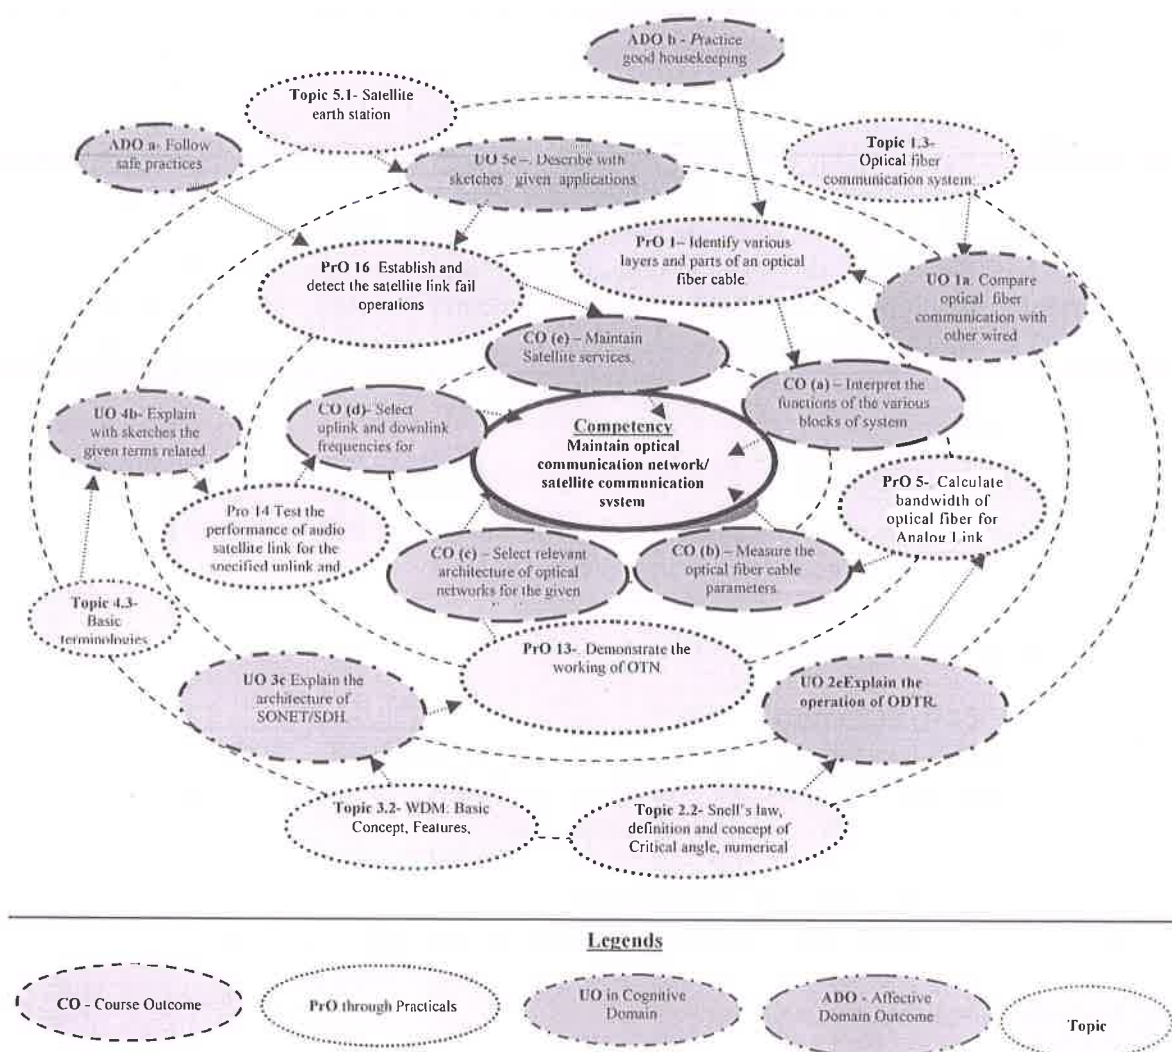 ADO b - Practice
good housekeeping
Topic 5.1- Satellite
earth station
ADO a- Follow
safe practices
UO 5e – Describe with
sketches given applications
Topic 1.3-
Optical fiber
communication system
PrO 1– Identify various
layers and parts of an optical
fiber cable
PrO 16 Establish and
detect the satellite link fail
operations
UO 1a. Compare
optical fiber
communication with
other wired
CO (e) – Maintain
Satellite services.
CO (a) – Interpret the
functions of the various
blocks of system
UO 4b- Explain
with sketches the
given terms related
CO (d)- Select
uplink and downlink
frequencies for
Competency
Maintain optical
communication network/
satellite communication
system
PrO 5- Calculate
bandwidth of
optical fiber for
Analog Link
Pro 14 Test the
performance of audio
satellite link for the
specified unlink and
CO (c) – Select relevant
architecture of optical
networks for the given
CO (b) – Measure the
optical fiber cable
parameters.
Topic 4.3-
Basic
terminologies
PrO 13-. Demonstrate the
working of OTN.
UO 3c Explain the
architecture of
SONET/SDH.
UO 2eExplain the
operation of ODTR.
Topic 3.2- WDM: Basic
Concept, Features,
Topic 2.2- Snell's law,
definition and concept of
Critical angle, numerical
Legends
CO - Course Outcome
PrO through Practicals
UO in Cognitive
Domain
ADO - Affective
Domain Outcome
Topic